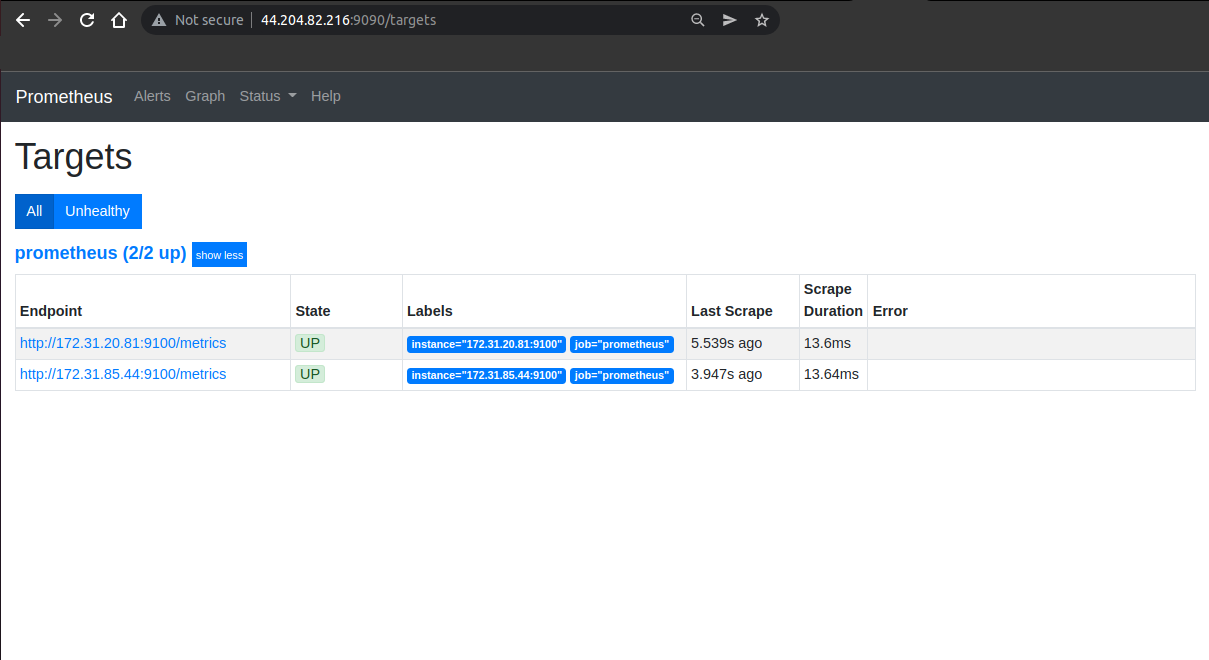 Not secure 44.204.82.216:9090/targets
Prometheus Alerts Graph Status Help
Targets
All Unhealthy
prometheus (2/2 up) show less
Endpoint State Labels Last Scrape Scrape Duration Error
http://172.31.20.81:9100/metrics UP instance="172.31.20.81:9100" job="prometheus" 5.539s ago 13.6ms
http://172.31.85.44:9100/metrics UP instance="172.31.85.44:9100" job="prometheus" 3.947s ago 13.64ms